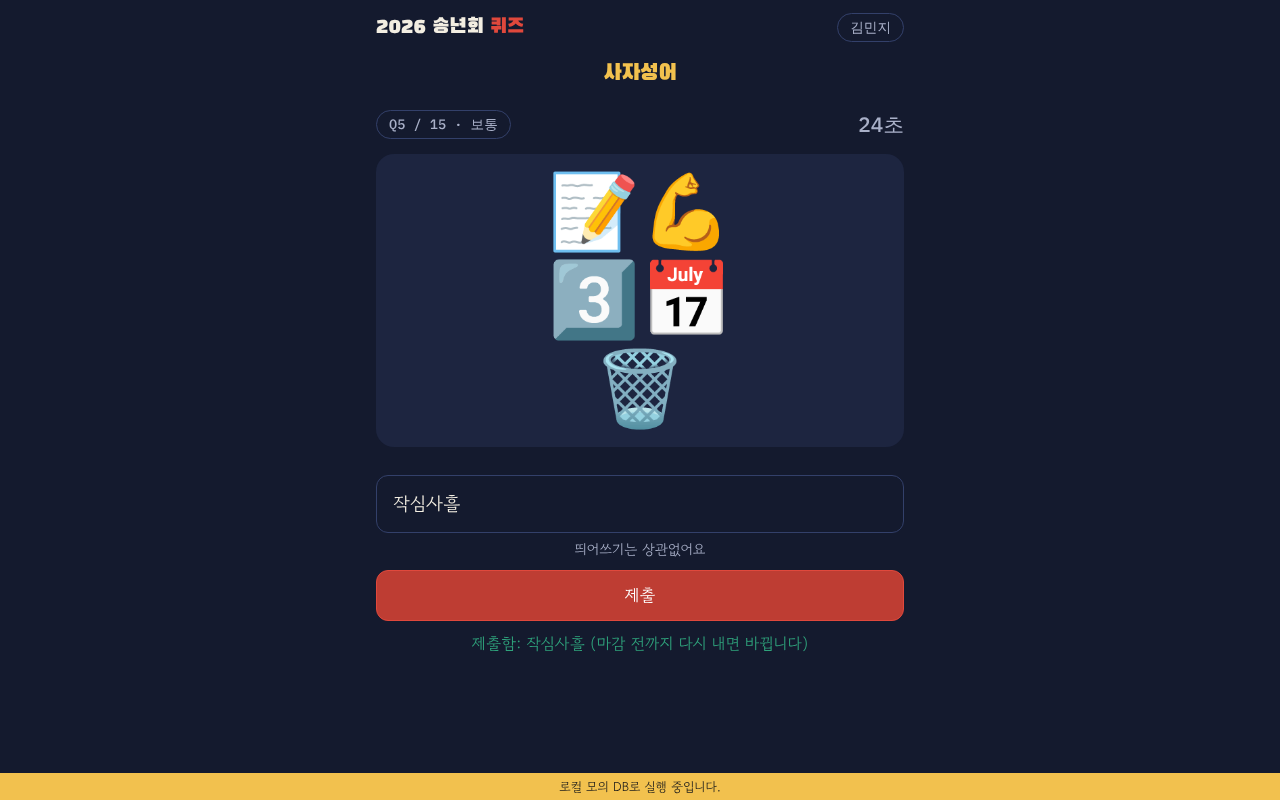 2026 송년회 퀴즈
김민지
사자성어
Q5 / 15 · 보통
24초
3
July
17
작심사흘
띄어쓰기는 상관없어요
제출
제출함: 작심사흘 (마감 전까지 다시 내면 바뀝니다)
로컬 모의 DB로 실행 중입니다.